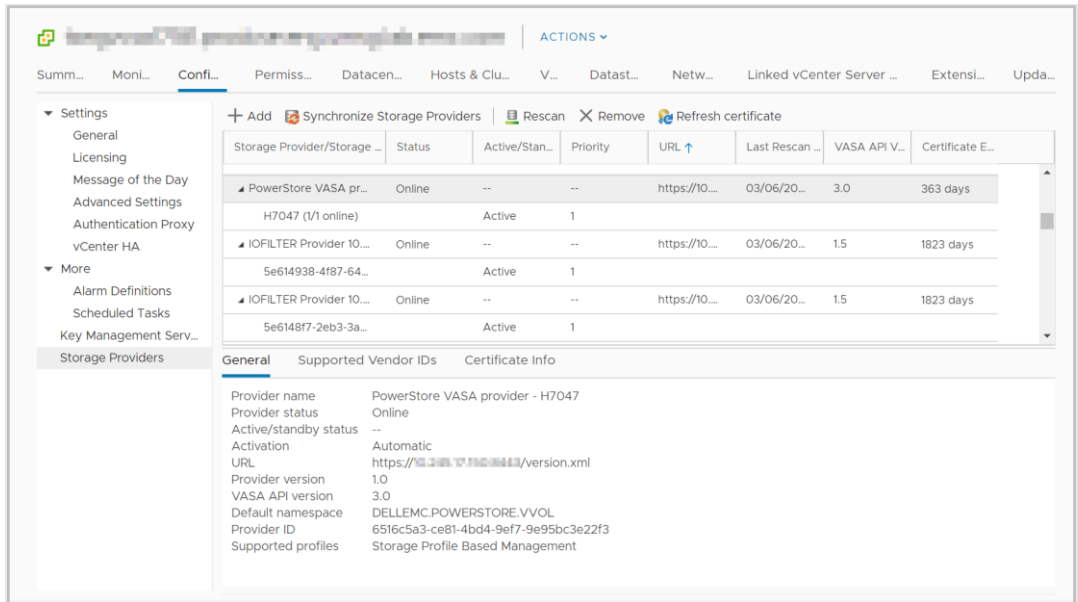 ACTIONS
Summ... Moni... Confi... Permiss... Datacen... Hosts & Clu... V... Datast... Netw... Linked vCenter Server ... Extensi... Upda...
Settings
General
Licensing
Message of the Day
Advanced Settings
Authentication Proxy
vCenter HA
More
Alarm Definitions
Scheduled Tasks
Key Management Serv...
Storage Providers
Add Synchronize Storage Providers Rescan Remove Refresh certificate
Storage Provider/Storage ... Status Active/Stan... Priority URL Last Rescan ... VASA API V... Certificate E...
PowerStore VASA pr... Online -- -- https://10.... 03/06/20... 3.0 363 days
H7047 (1/1 online) Active 1
IOFILTER Provider 10.... Online -- -- https://10.... 03/06/20... 1.5 1823 days
5e614938-4f87-64... Active 1
IOFILTER Provider 10.... Online -- -- https://10.... 03/06/20... 1.5 1823 days
5e6148f7-2eb3-3a... Active 1
General Supported Vendor IDs Certificate Info
Provider name PowerStore VASA provider - H7047
Provider status Online
Active/standby status --
Activation Automatic
URL https:// /version.xml
Provider version 1.0
VASA API version 3.0
Default namespace DELLEMC.POWERSTORE.VVOL
Provider ID 6516c5a3-ce81-4bd4-9ef7-9e95bc3e22f3
Supported profiles Storage Profile Based Management